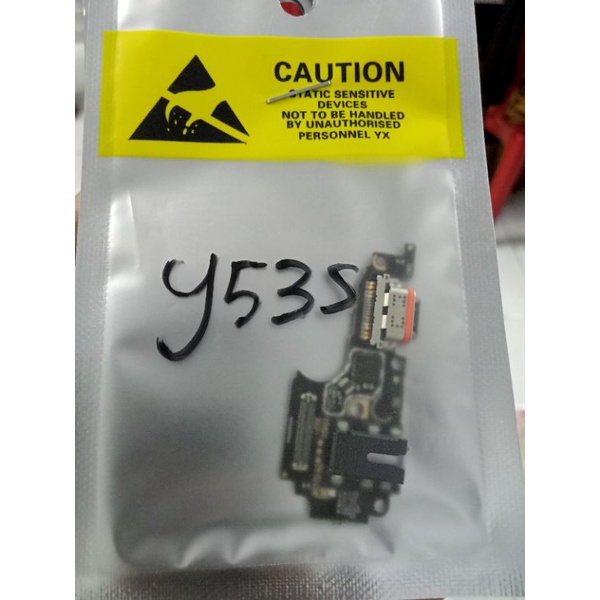 CAUTION
STATIC SENSITIVE
DEVICES
NOT TO BE HANDLED
BY UNAUTHORISED
PERSONNEL YX
y53s